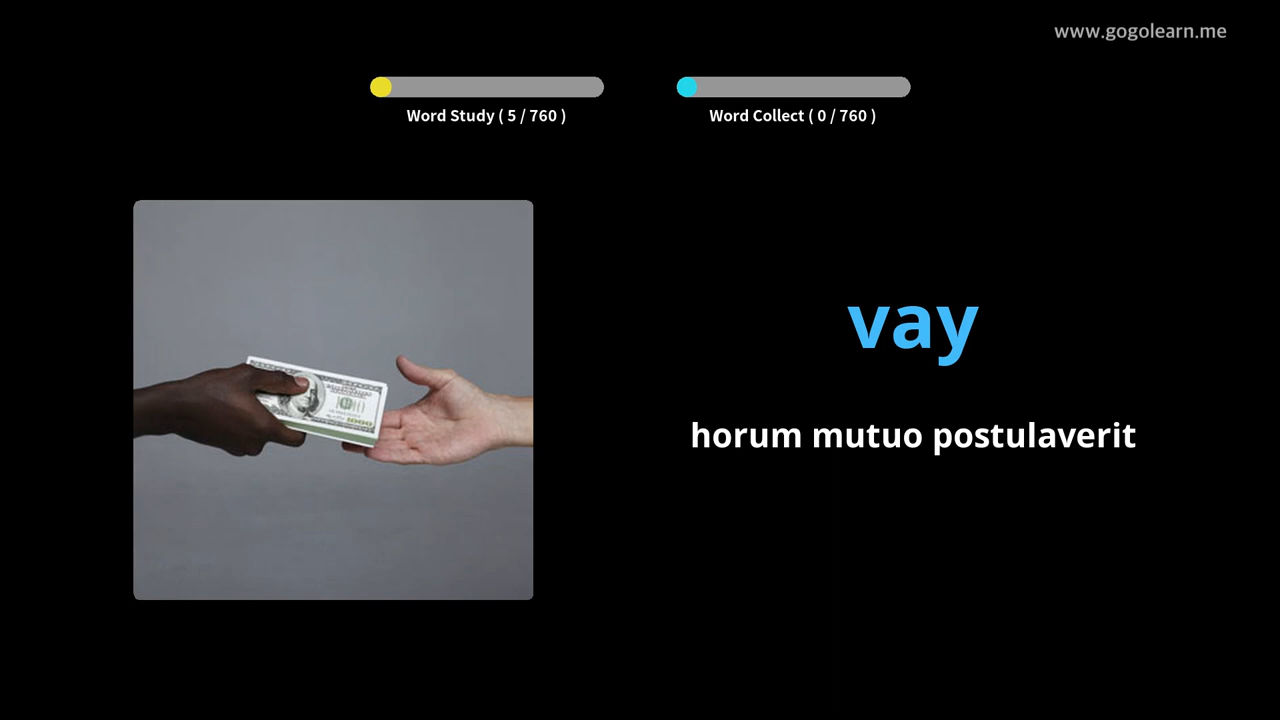 www.gogolearn.me
Word Study ( 5 / 760 )
Word Collect ( 0 / 760 )
vay
horum mutuo postulaverit